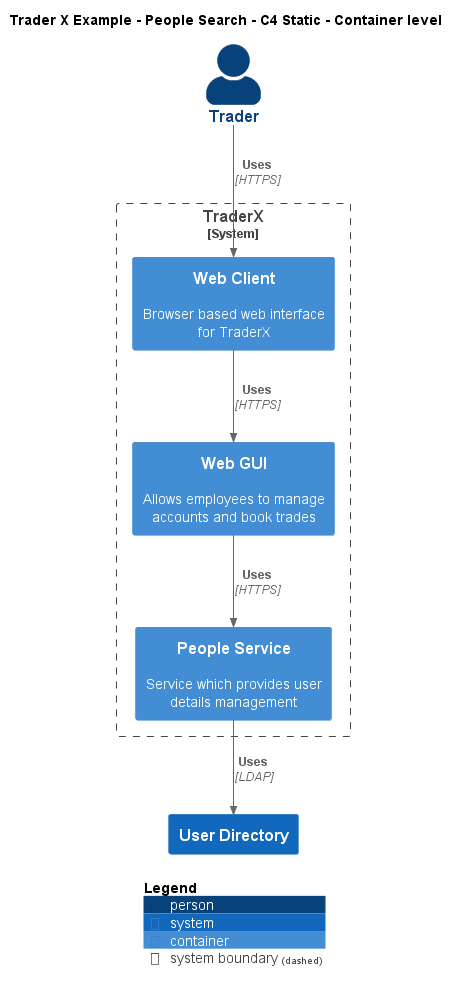 Trader X Example - People Search - C4 Static - Container level
Trader
Uses
[HTTPS]
TraderX
[System]
Web Client
Browser based web interface
for TraderX
Uses
[HTTPS]
Web GUI
Allows employees to manage
accounts and book trades
Uses
[HTTPS]
People Service
Service which provides user
details management
Uses
[LDAP]
User Directory
Legend
person
system
container
system boundary (dashed)